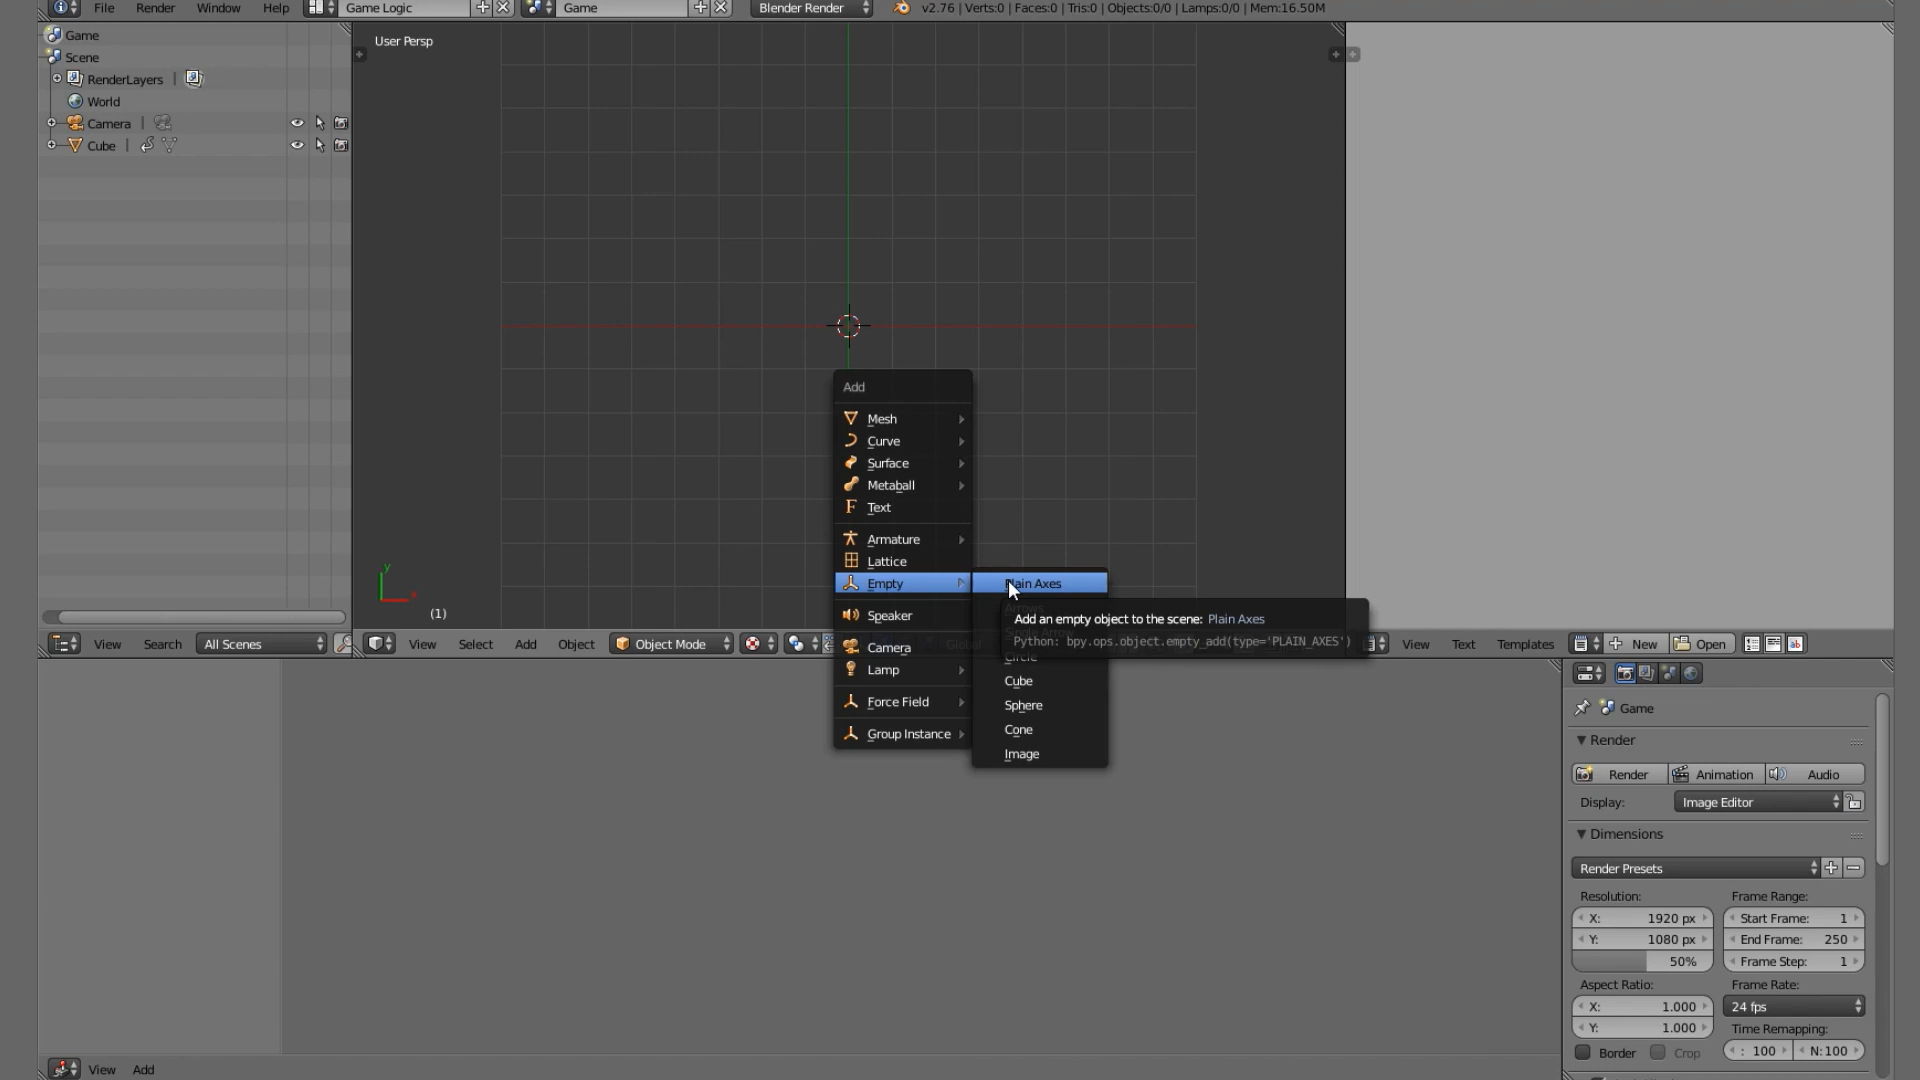 File Render Window Help Game Logic Game Blender Render v2.76 | Verts:0 | Faces:0 | Tris:0 | Objects:0/0 | Lamps:0/0 | Mem:16.50M
Game
Scene
RenderLayers |
World
Camera |
Cube |
User Persp
Add
Mesh
Curve
Surface
Metaball
Text
Armature
Lattice
Empty
Speaker
Camera
Lamp
Force Field
Group Instance
Plain Axes
Arrows
Circle
Cube
Sphere
Cone
Image
Add an empty object to the scene: Plain Axes
Python: bpy.ops.object.empty_add(type='PLAIN_AXES')
y
(1)
View Search All Scenes
View Select Add Object Object Mode Global
View Text Templates New Open
Game
Render
Render Animation Audio
Display: Image Editor
Dimensions
Render Presets
Resolution: Frame Range:
X: 1920 px Start Frame: 1
Y: 1080 px End Frame: 250
50% Frame Step: 1
Aspect Ratio: Frame Rate:
X: 1.000 24 fps
Y: 1.000 Time Remapping:
Border Crop : 100 N:100
View Add